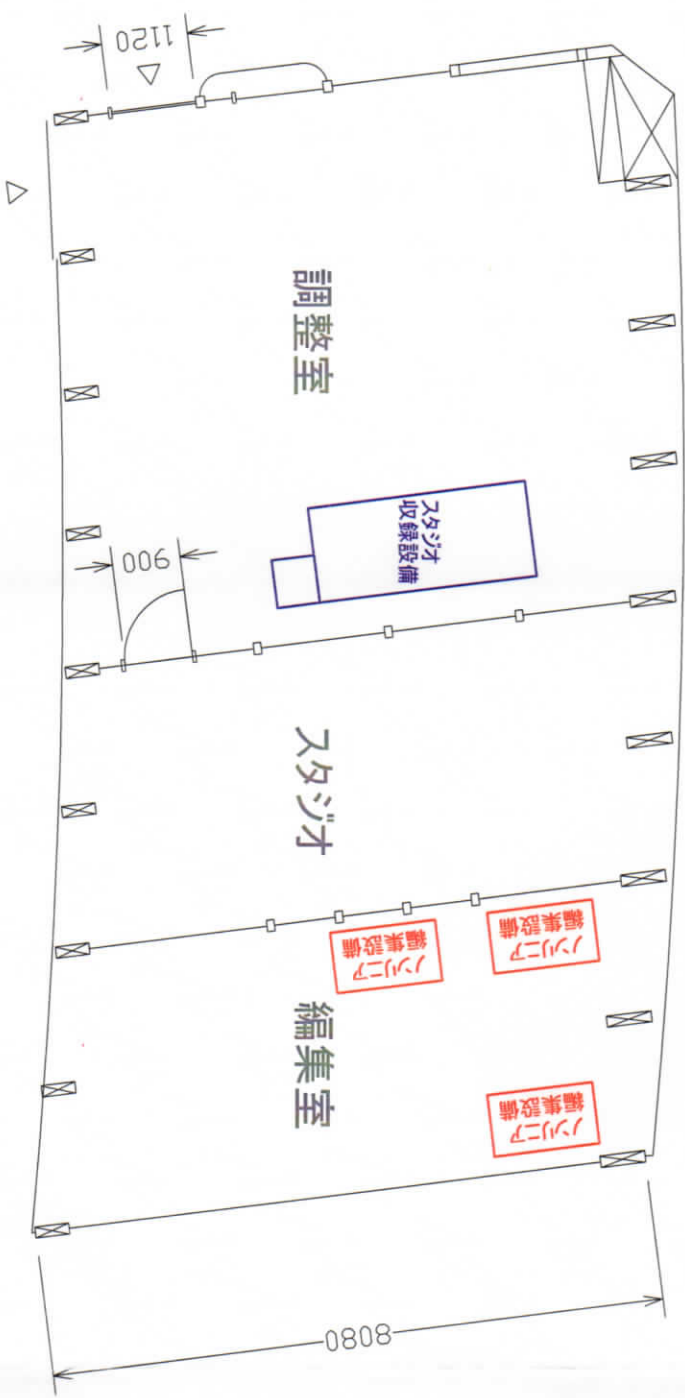 1120
調整室
スタジオ
収録設備
900
スタジオ
ノンリニア
編集設備
ノンリニア
編集設備
編集室
ノンリニア
編集設備
8080